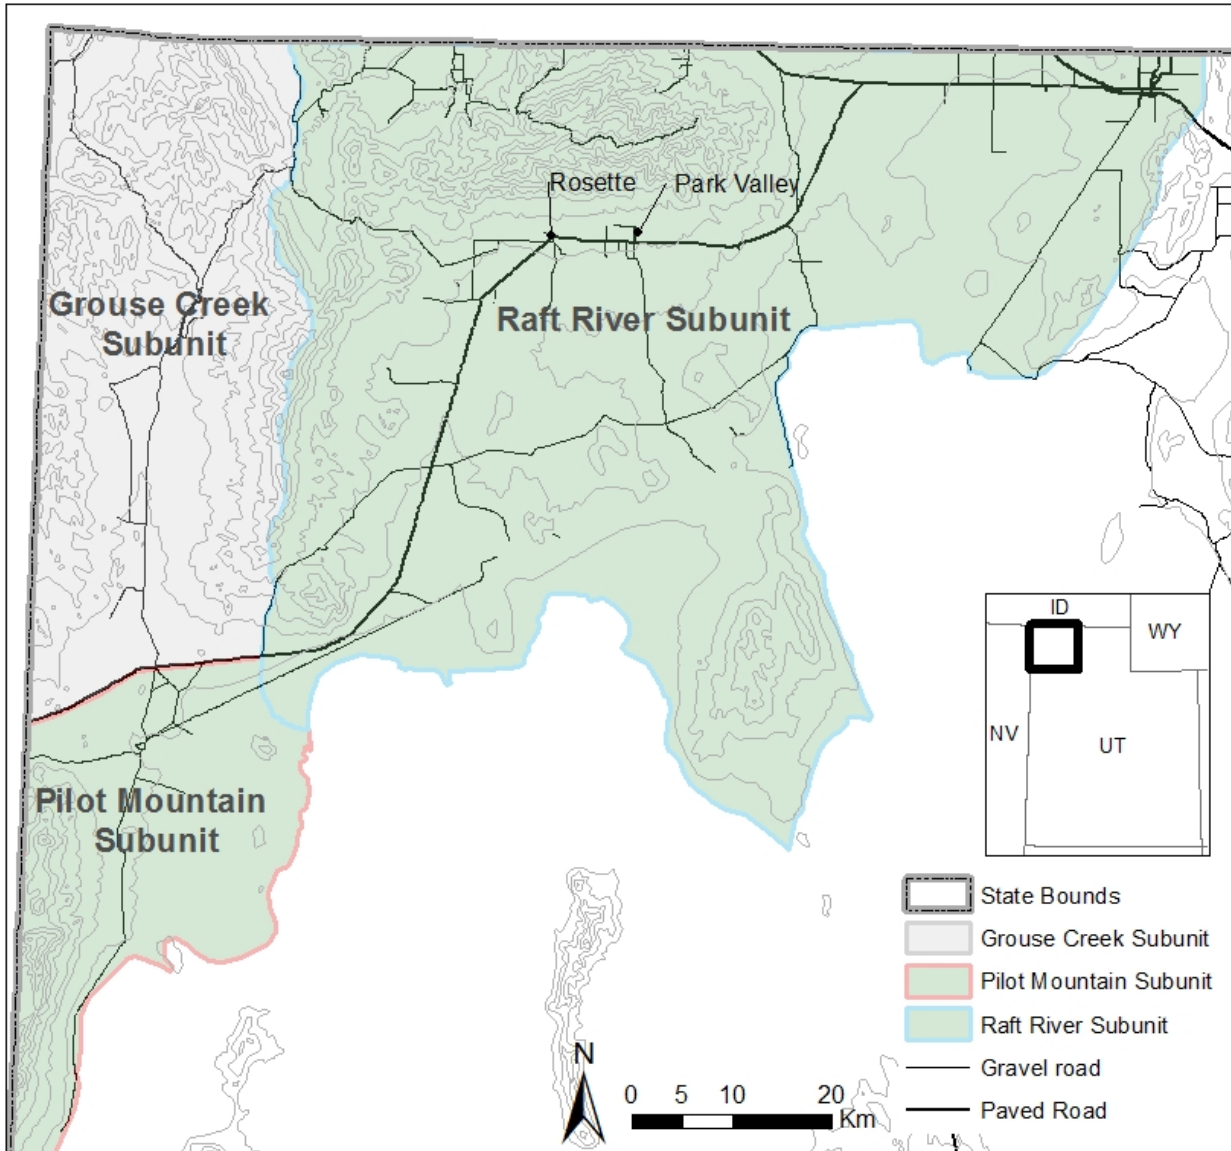 Rosette
Park Valley
Grouse Creek
Subunit
Raft River Subunit
Pilot Mountain
Subunit
ID
WY
NV
UT
State Bounds
Grouse Creek Subunit
Pilot Mountain Subunit
Raft River Subunit
Gravel road
Paved Road
N
0 5 10 20
Km